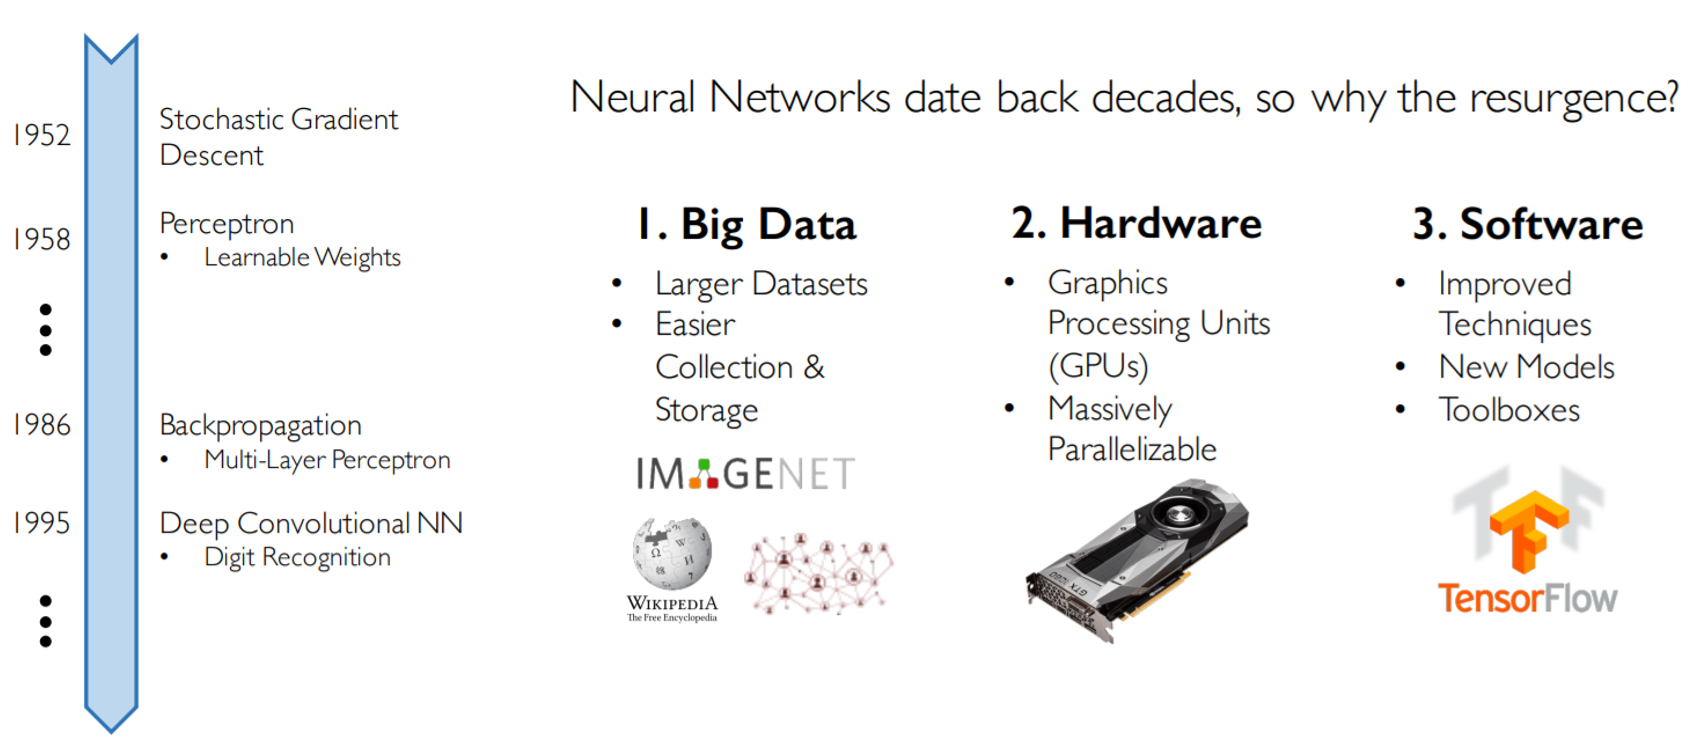 1952
Stochastic Gradient
Descent
1958
Perceptron
• Learnable Weights
1986
Backpropagation
• Multi-Layer Perceptron
1995
Deep Convolutional NN
• Digit Recognition
Neural Networks date back decades, so why the resurgence?
1. Big Data
• Larger Datasets
• Easier
Collection &
Storage
IMAGENET
WIKIPEDIA
The Free Encyclopedia
2. Hardware
• Graphics
Processing Units
(GPUs)
• Massively
Parallelizable
GTX 1080
3. Software
• Improved
Techniques
• New Models
• Toolboxes
TensorFlow